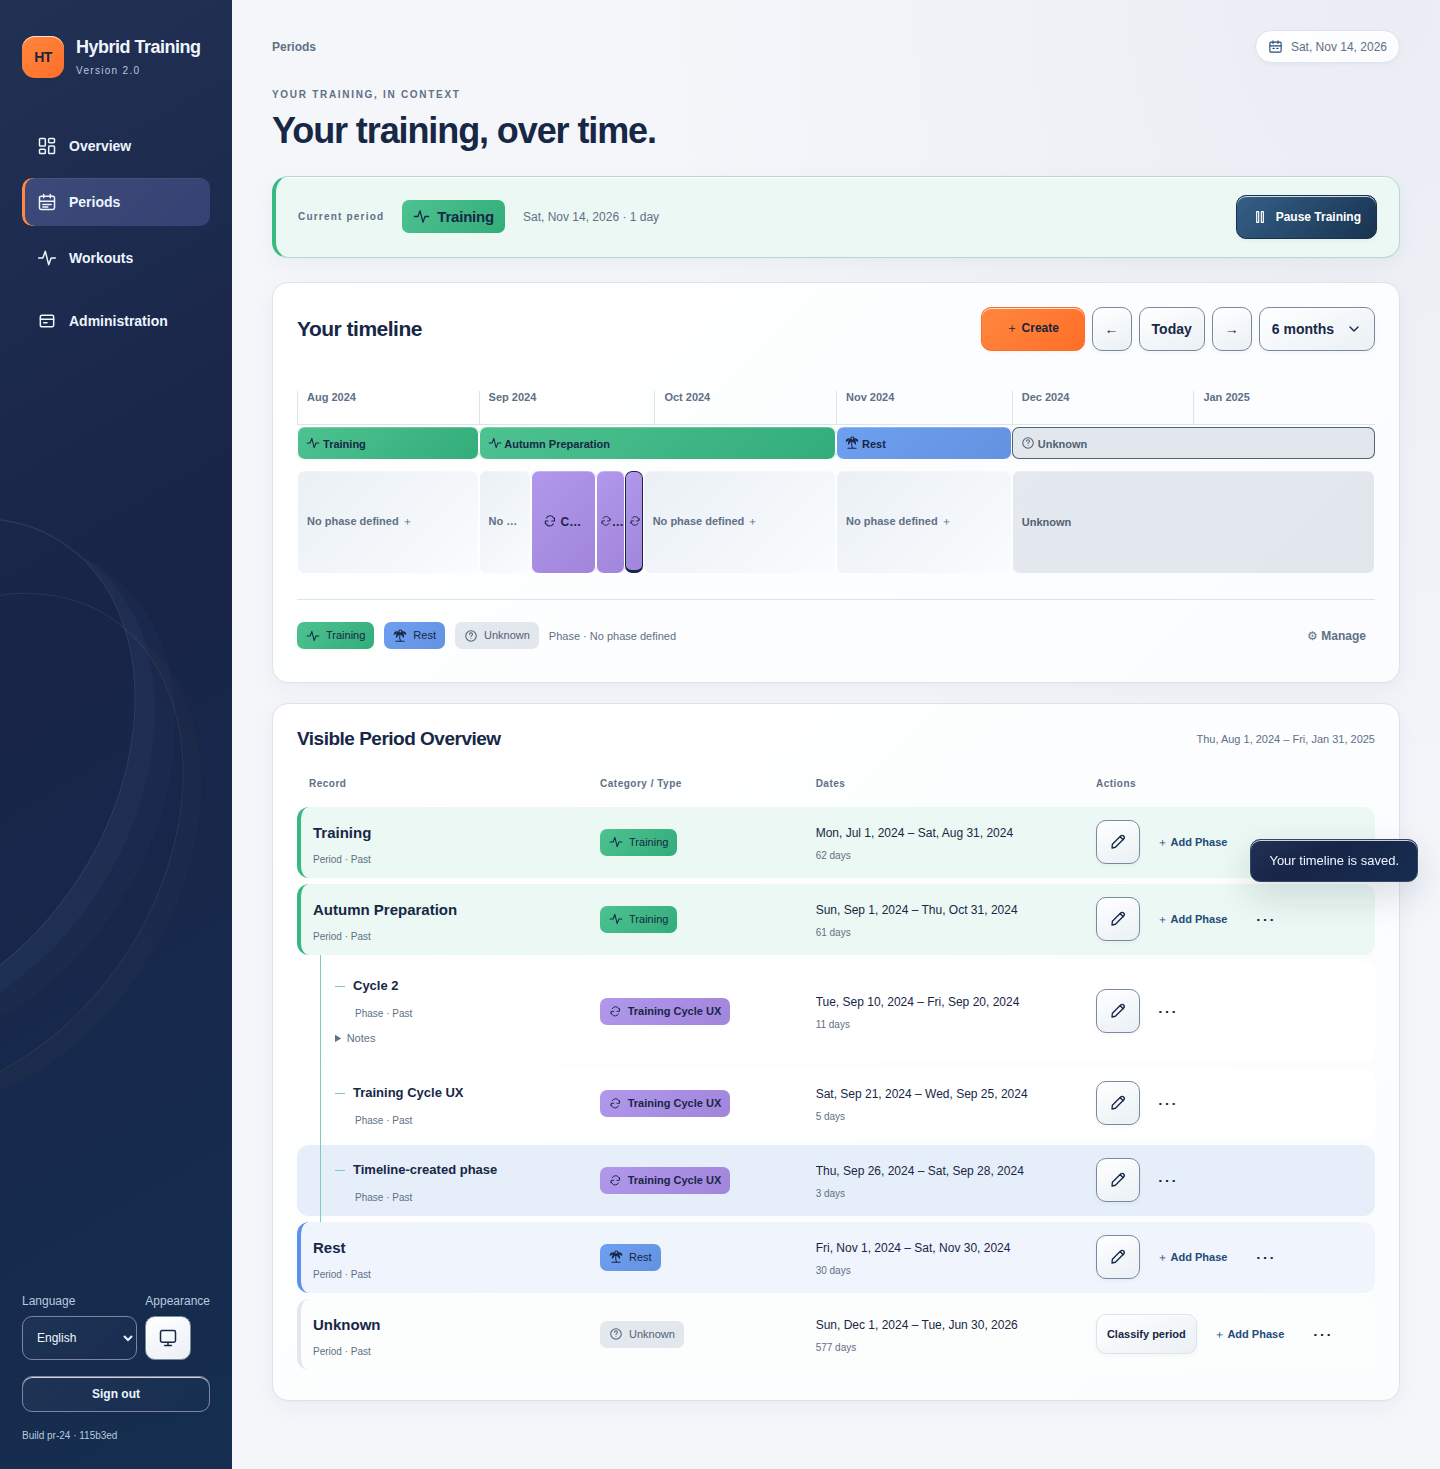 HT
Hybrid Training
Version 2.0
Overview
Periods
Workouts
Administration
Language
Appearance
English
Sign out
Build pr-24 · 115b3ed
Periods
Sat, Nov 14, 2026
YOUR TRAINING, IN CONTEXT
Your training, over time.
Current period
Training
Sat, Nov 14, 2026 · 1 day
Pause Training
Your timeline
+ Create
←
Today
→
6 months
Aug 2024
Sep 2024
Oct 2024
Nov 2024
Dec 2024
Jan 2025
Training
Autumn Preparation
Rest
Unknown
No phase defined +
No ...
C...
...
No phase defined +
No phase defined +
Unknown
Training
Rest
Unknown
Phase · No phase defined
⚙ Manage
Visible Period Overview
Thu, Aug 1, 2024 – Fri, Jan 31, 2025
Record
Category / Type
Dates
Actions
Training
Period · Past
Training
Mon, Jul 1, 2024 – Sat, Aug 31, 2024
62 days
+ Add Phase
Your timeline is saved.
Autumn Preparation
Period · Past
Training
Sun, Sep 1, 2024 – Thu, Oct 31, 2024
61 days
+ Add Phase
···
— Cycle 2
Phase · Past
▶ Notes
Training Cycle UX
Tue, Sep 10, 2024 – Fri, Sep 20, 2024
11 days
···
— Training Cycle UX
Phase · Past
Training Cycle UX
Sat, Sep 21, 2024 – Wed, Sep 25, 2024
5 days
···
— Timeline-created phase
Phase · Past
Training Cycle UX
Thu, Sep 26, 2024 – Sat, Sep 28, 2024
3 days
···
Rest
Period · Past
Rest
Fri, Nov 1, 2024 – Sat, Nov 30, 2024
30 days
+ Add Phase
···
Unknown
Period · Past
Unknown
Sun, Dec 1, 2024 – Tue, Jun 30, 2026
577 days
Classify period
+ Add Phase
···